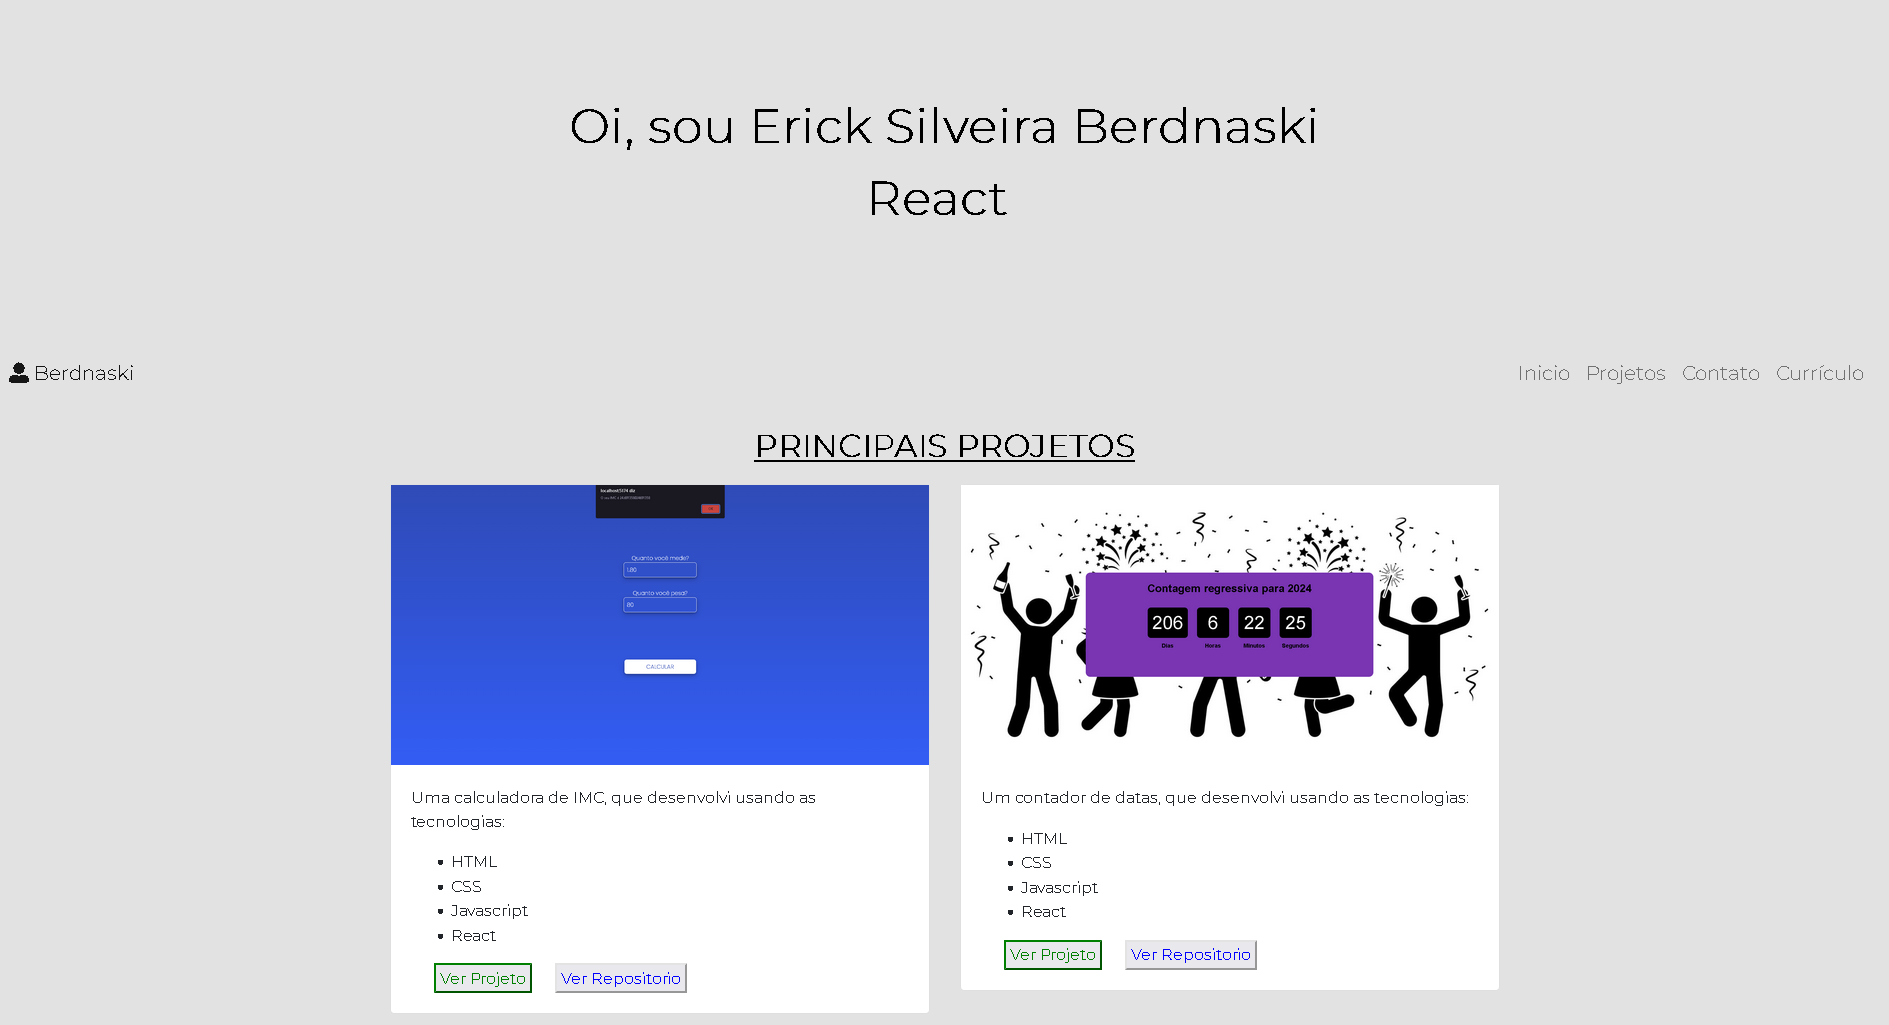 Oi, sou Erick Silveira Berdnaski
React
Berdnaski
Inicio Projetos Contato Currículo
PRINCIPAIS PROJETOS
localhost:5174 diz
Quanto você mede?
1.80
Quanto você pesa?
80
CALCULAR
Uma calculadora de IMC, que desenvolvi usando as
tecnologias:
HTML
CSS
Javascript
React
Ver Projeto Ver Repositorio
Contagem regressiva para 2024
206 6 22 25
Dias Horas Minutos Segundos
Um contador de datas, que desenvolvi usando as tecnologias:
HTML
CSS
Javascript
React
Ver Projeto Ver Repositorio